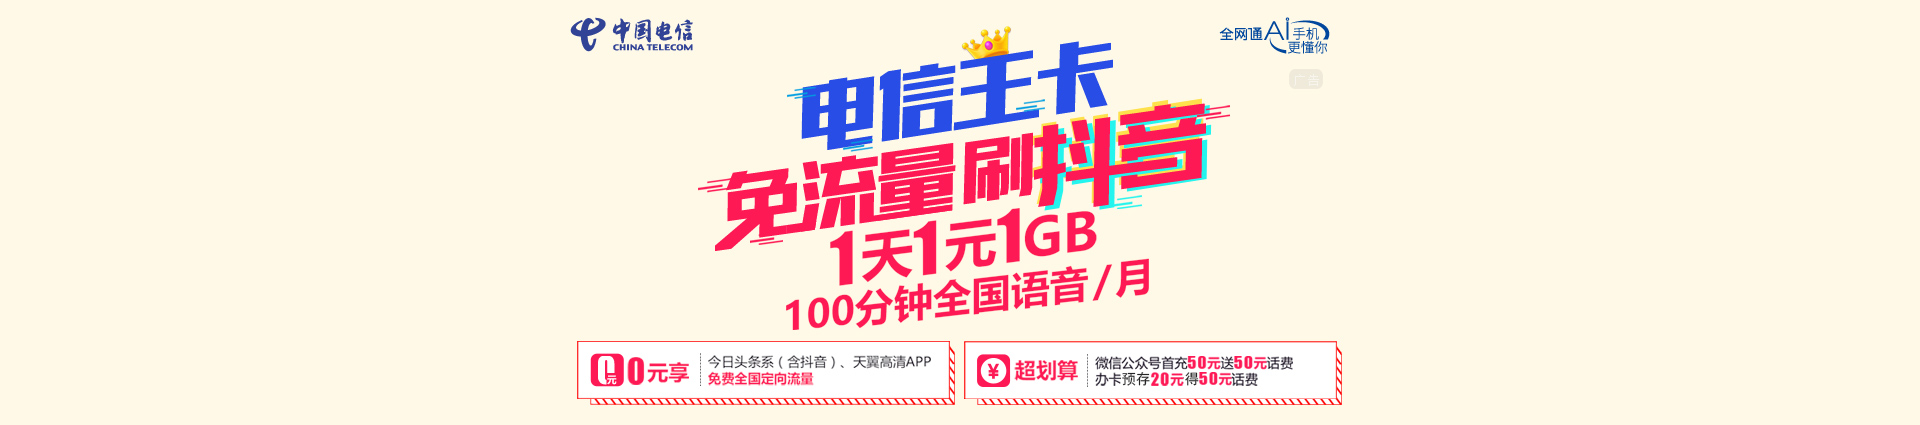 中国电信
CHINA TELECOM
全网通AI手机
更懂你
广告
电信王卡
免流量刷抖音
1天1元1GB
100分钟全国语音/月
0元享
今日头条系（含抖音）、天翼高清APP
免费全国定向流量
¥ 超划算
微信公众号首充50元送50元话费
办卡预存20元得50元话费